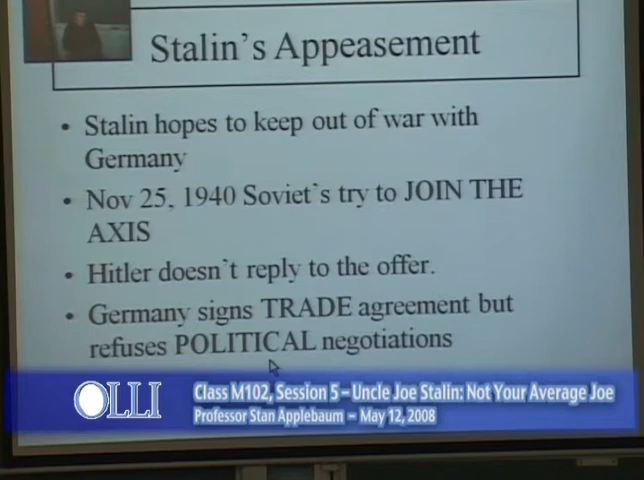 Stalin's Appeasement
• Stalin hopes to keep out of war with
Germany
• Nov 25, 1940 Soviet's try to JOIN THE
AXIS
• Hitler doesn't reply to the offer.
• Germany signs TRADE agreement but
refuses POLITICAL negotiations
OLLI
Class M102, Session 5 – Uncle Joe Stalin: Not Your Average Joe
Professor Stan Applebaum – May 12, 2008